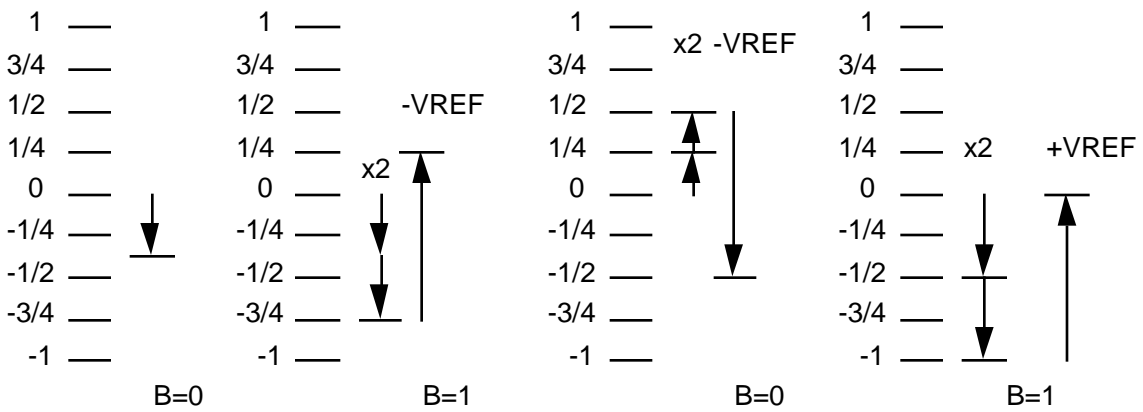 1 1 1 1
x2 -VREF
3/4 3/4 3/4 3/4
1/2 1/2 1/2 1/2
-VREF
1/4 1/4 1/4 1/4
x2 +VREF
x2
0 0 0 0
-1/4 -1/4 -1/4 -1/4
-1/2 -1/2 -1/2 -1/2
-3/4 -3/4 -3/4 -3/4
-1 -1 -1 -1
B=0 B=1 B=0 B=1